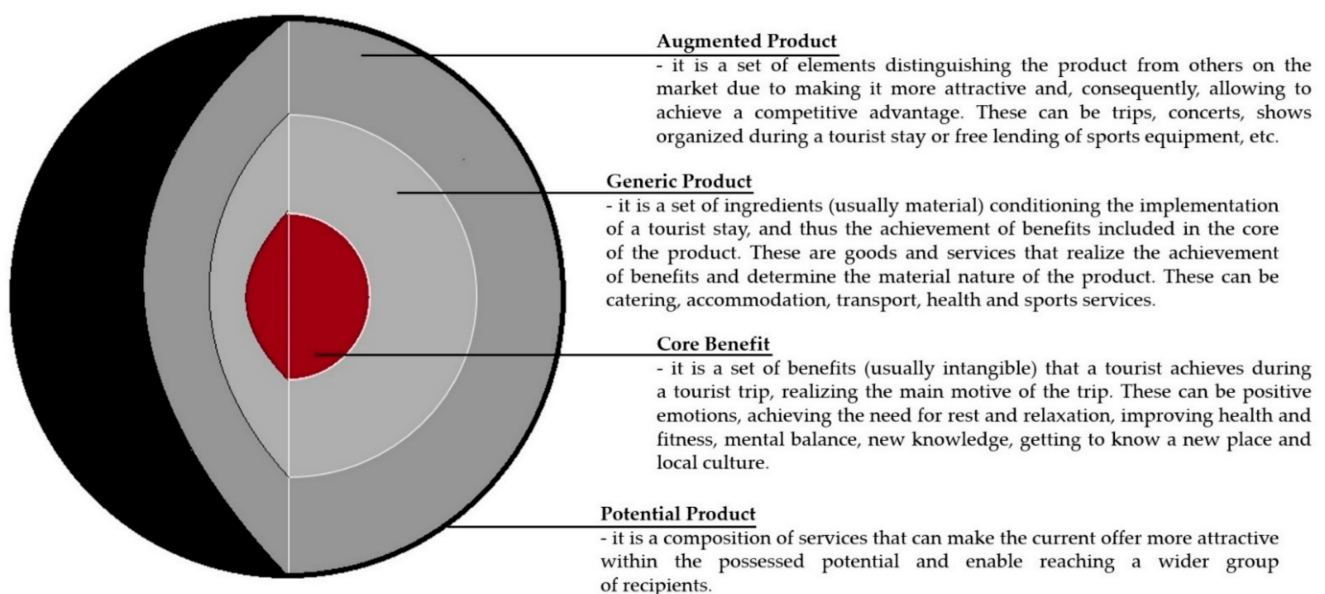 Augmented Product
- it is a set of elements distinguishing the product from others on the
market due to making it more attractive and, consequently, allowing to
achieve a competitive advantage. These can be trips, concerts, shows
organized during a tourist stay or free lending of sports equipment, etc.
Generic Product
- it is a set of ingredients (usually material) conditioning the implementation
of a tourist stay, and thus the achievement of benefits included in the core
of the product. These are goods and services that realize the achievement
of benefits and determine the material nature of the product. These can be
catering, accommodation, transport, health and sports services.
Core Benefit
- it is a set of benefits (usually intangible) that a tourist achieves during
a tourist trip, realizing the main motive of the trip. These can be positive
emotions, achieving the need for rest and relaxation, improving health and
fitness, mental balance, new knowledge, getting to know a new place and
local culture.
Potential Product
- it is a composition of services that can make the current offer more attractive
within the possessed potential and enable reaching a wider group
of recipients.